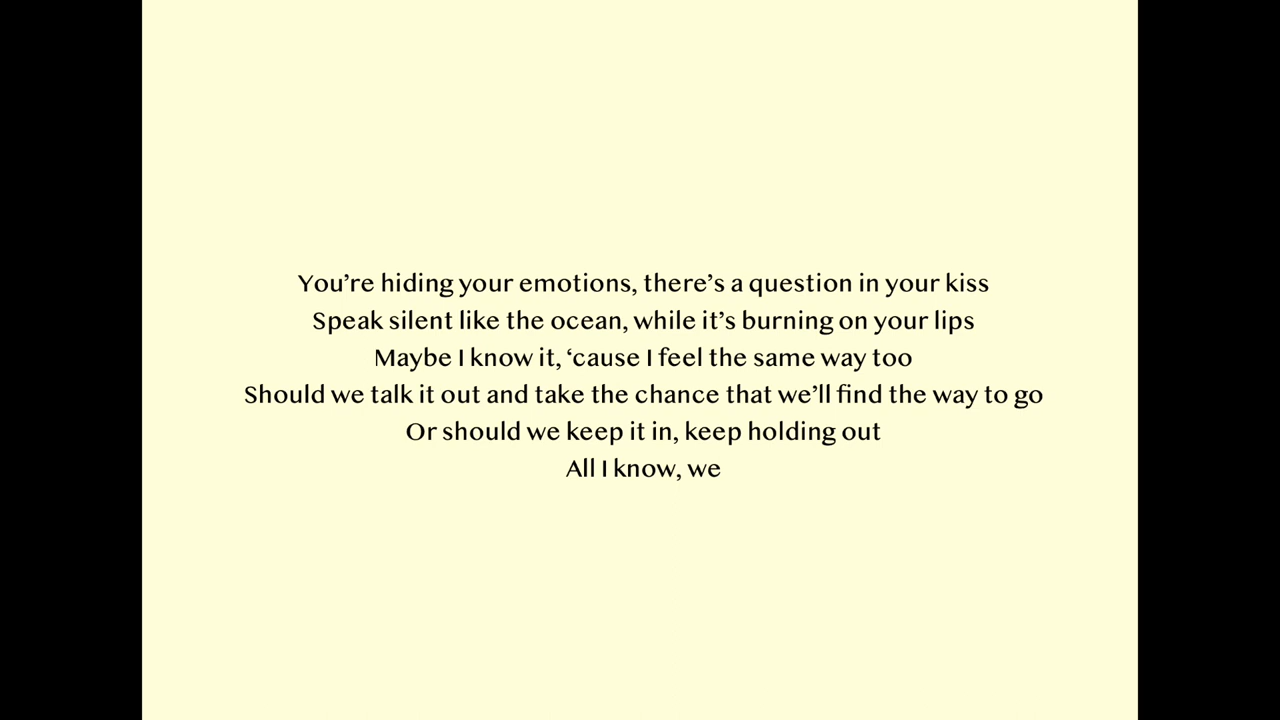 You’re hiding your emotions, there’s a question in your kiss
Speak silent like the ocean, while it’s burning on your lips
Maybe I know it, ‘cause I feel the same way too
Should we talk it out and take the chance that we’ll find the way to go
Or should we keep it in, keep holding out
All I know, we